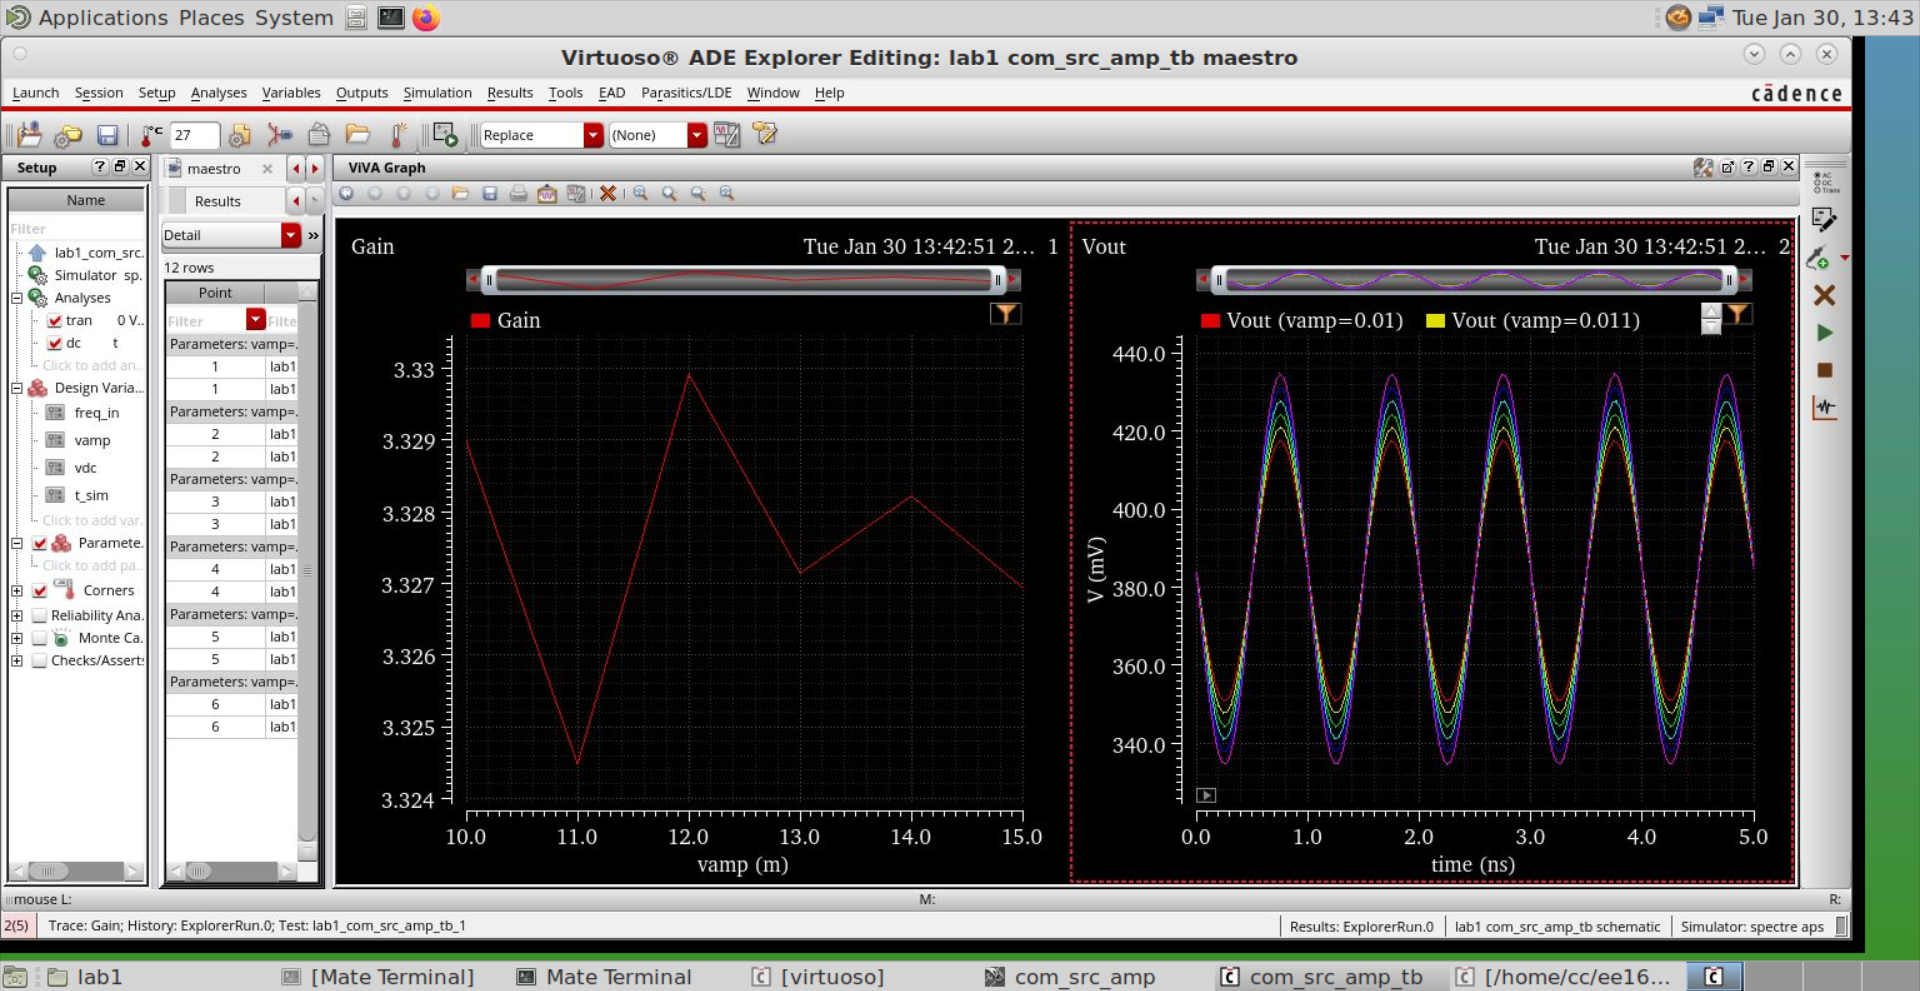 Applications Places System
Tue Jan 30, 13:43
Virtuoso® ADE Explorer Editing: lab1 com_src_amp_tb maestro
Launch Session Setup Analyses Variables Outputs Simulation Results Tools EAD Parasitics/LDE Window Help
cādence
27
Replace
(None)
Setup
maestro
ViVA Graph
Name
Results
Filter
Detail
lab1_com_src.
Simulator sp.
Analyses
tran 0 V..
dc t
Click to add an..
Design Varia...
freq_in
vamp
vdc
t_sim
Click to add var.
Paramete.
Click to add pa..
Corners
Reliability Ana.
Monte Ca.
Checks/Assert:
12 rows
Point
Filter Filte
Parameters: vamp=.
1 lab1
1 lab1
Parameters: vamp=.
2 lab1
2 lab1
Parameters: vamp=.
3 lab1
3 lab1
Parameters: vamp=.
4 lab1
4 lab1
Parameters: vamp=.
5 lab1
5 lab1
Parameters: vamp=.
6 lab1
6 lab1
Gain
Tue Jan 30 13:42:51 2... 1
Gain
3.33
3.329
3.328
3.327
3.326
3.325
3.324
10.0 11.0 12.0 13.0 14.0 15.0
vamp (m)
Vout
Tue Jan 30 13:42:51 2... 2
Vout (vamp=0.01) Vout (vamp=0.011)
440.0
420.0
400.0
380.0
360.0
340.0
V (mV)
0.0 1.0 2.0 3.0 4.0 5.0
time (ns)
AC
DC
Trans
mouse L:
M:
R:
2(5)
Trace: Gain; History: ExplorerRun.0; Test: lab1_com_src_amp_tb_1
Results: ExplorerRun.0
lab1 com_src_amp_tb schematic
Simulator: spectre aps
lab1
[Mate Terminal]
Mate Terminal
[virtuoso]
com_src_amp
com_src_amp_tb
[/home/cc/ee16...